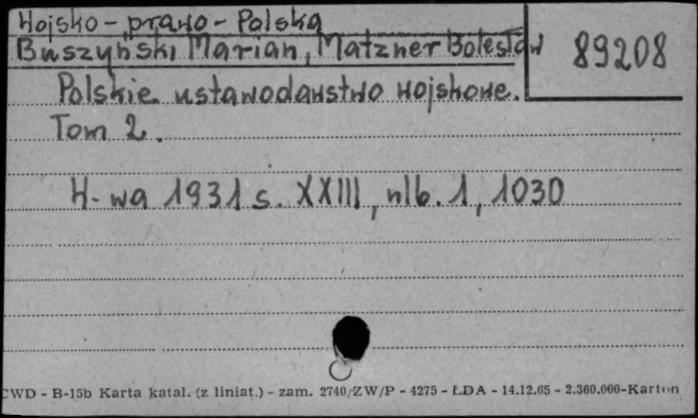 Wojsko - prawo - Polska
Buszyński Marian, Matzner Bolesław
89208
Polskie ustawodawstwo wojskowe.
Tom 2.
W-wa 1931 s. XXIII, nlb. 1, 1030
CWD - B-15b Karta katal. (z liniat.) - zam. 2740/ZW/P - 4275 - ŁDA - 14.12.65 - 2.360.000-Karton